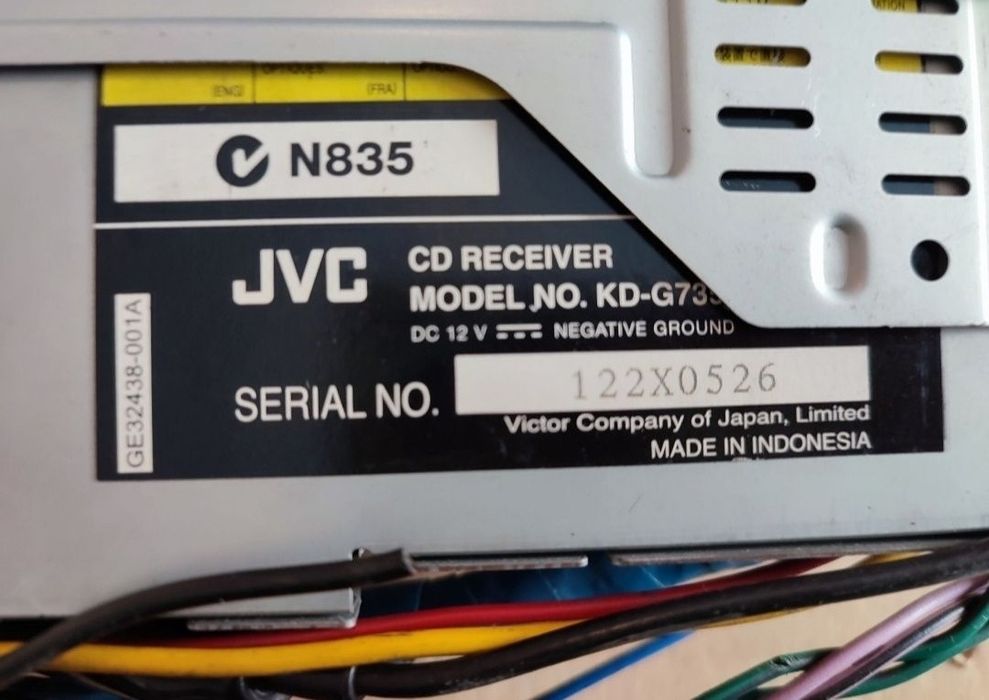 (ENG)
(FRA)
N835
JVC
CD RECEIVER
MODEL NO. KD-G73
DC 12 V NEGATIVE GROUND
SERIAL NO. 122X0526
Victor Company of Japan, Limited
MADE IN INDONESIA
GE32438-001A